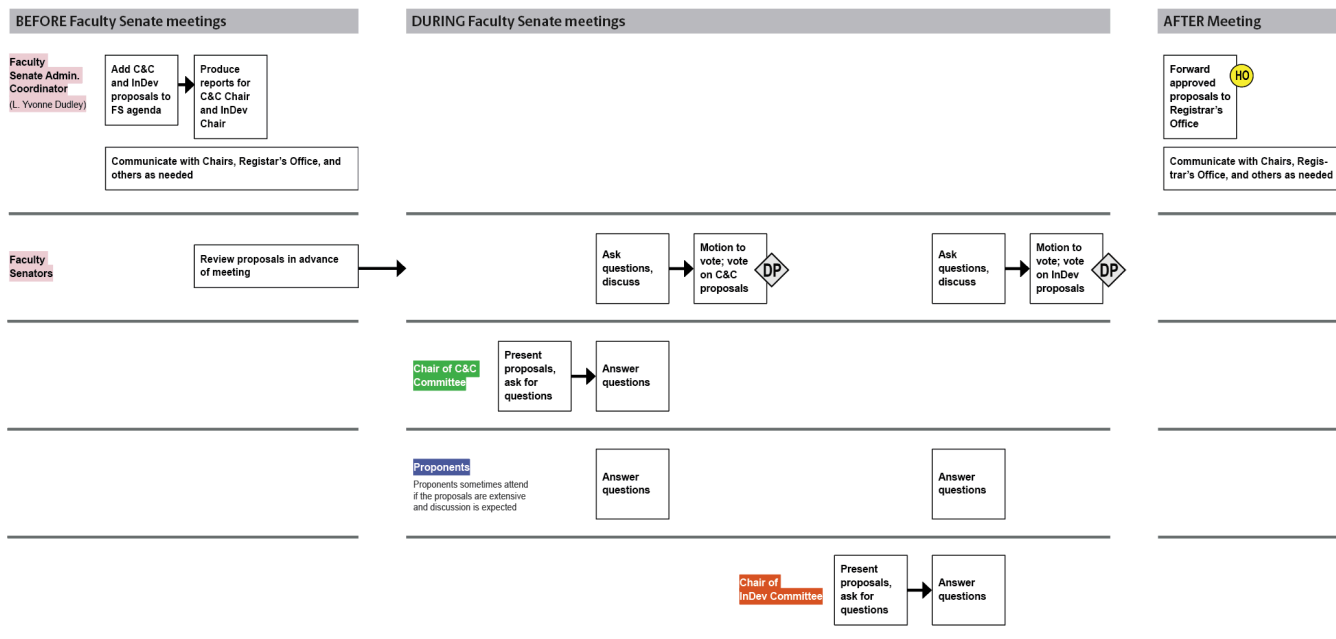 BEFORE Faculty Senate meetings
DURING Faculty Senate meetings
AFTER Meeting
Faculty
Senate Admin.
Coordinator
(L. Yvonne Dudley)
Add C&C
and InDev
proposals to
FS agenda
Produce
reports for
C&C Chair
and InDev
Chair
Forward
approved
proposals to
Registrar's
Office
HO
Communicate with Chairs, Registar's Office, and
others as needed
Communicate with Chairs, Regis-
trar's Office, and others as needed
Faculty
Senators
Review proposals in advance
of meeting
Ask
questions,
discuss
Motion to
vote; vote
on C&C
proposals
DP
Ask
questions,
discuss
Motion to
vote; vote
on InDev
proposals
DP
Chair of C&C
Committee
Present
proposals,
ask for
questions
Answer
questions
Proponents
Proponents sometimes attend
if the proposals are extensive
and discussion is expected
Answer
questions
Answer
questions
Chair of
InDev Committee
Present
proposals,
ask for
questions
Answer
questions